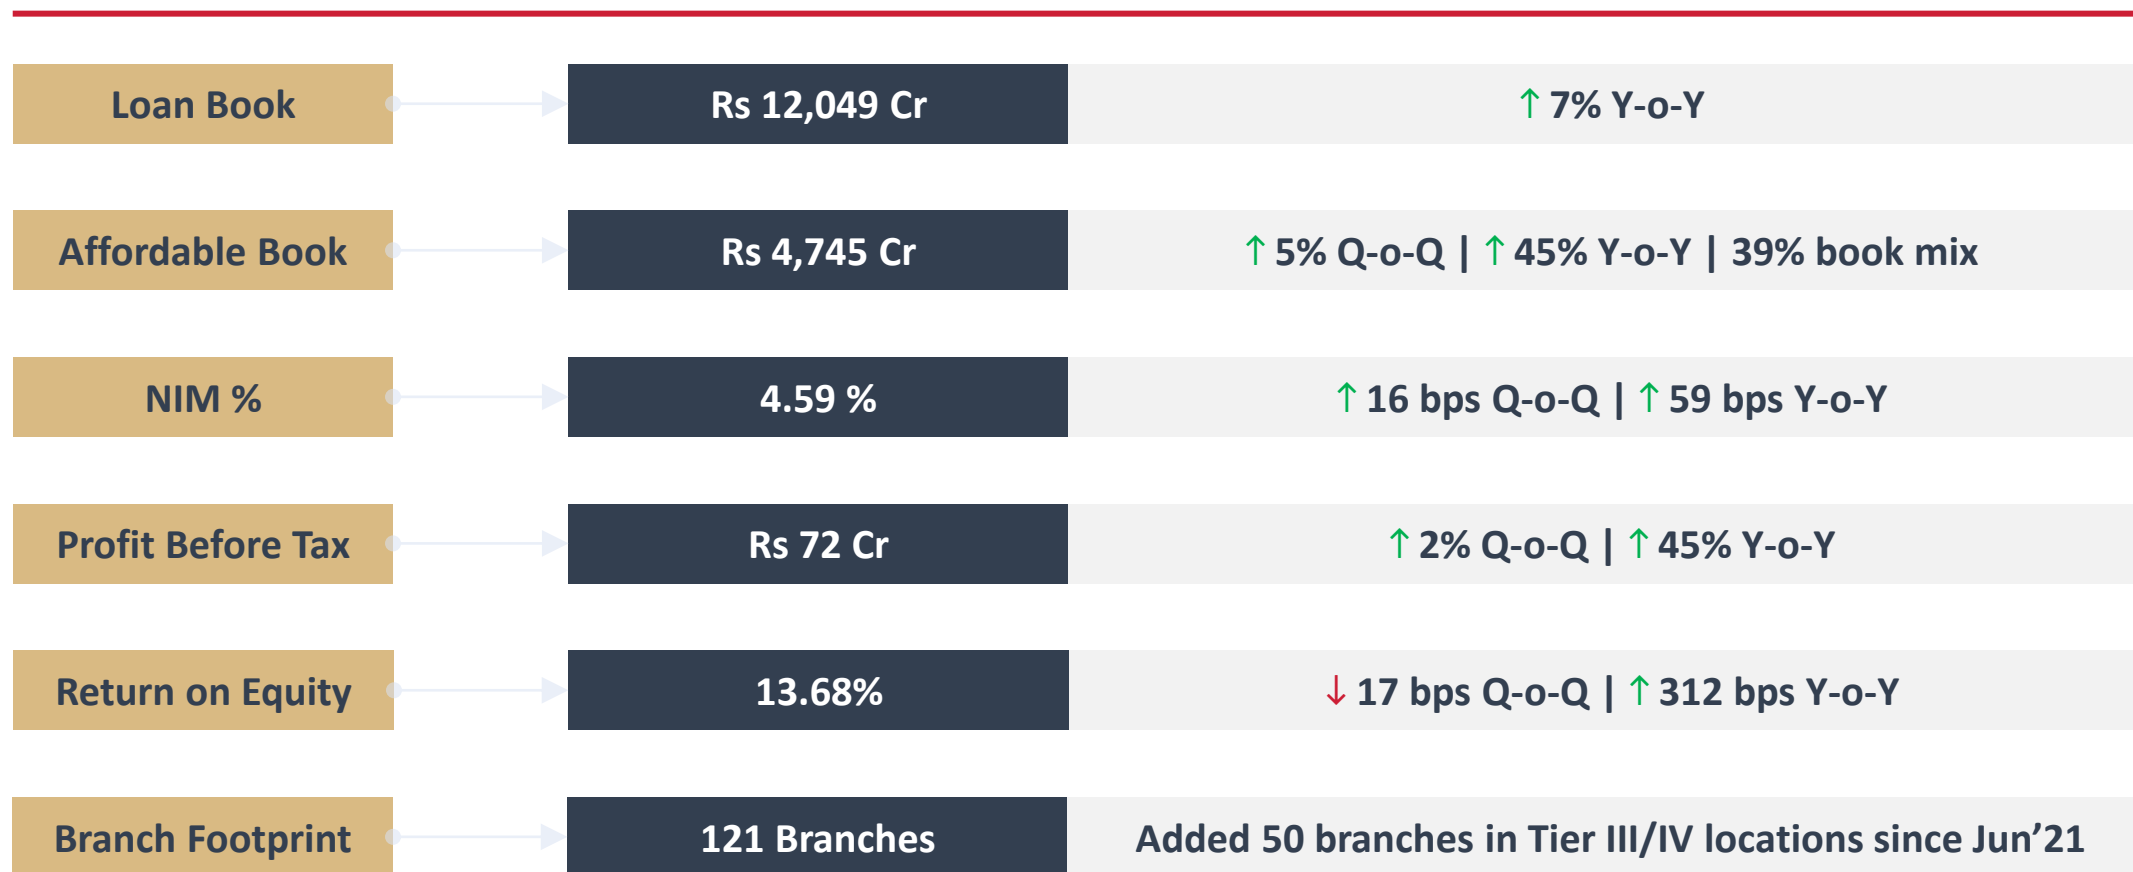 Loan Book Rs 12,049 Cr ↑ 7% Y-o-Y
Affordable Book Rs 4,745 Cr ↑ 5% Q-o-Q | ↑ 45% Y-o-Y | 39% book mix
NIM % 4.59 % ↑ 16 bps Q-o-Q | ↑ 59 bps Y-o-Y
Profit Before Tax Rs 72 Cr ↑ 2% Q-o-Q | ↑ 45% Y-o-Y
Return on Equity 13.68% ↓ 17 bps Q-o-Q | ↑ 312 bps Y-o-Y
Branch Footprint 121 Branches Added 50 branches in Tier III/IV locations since Jun’21